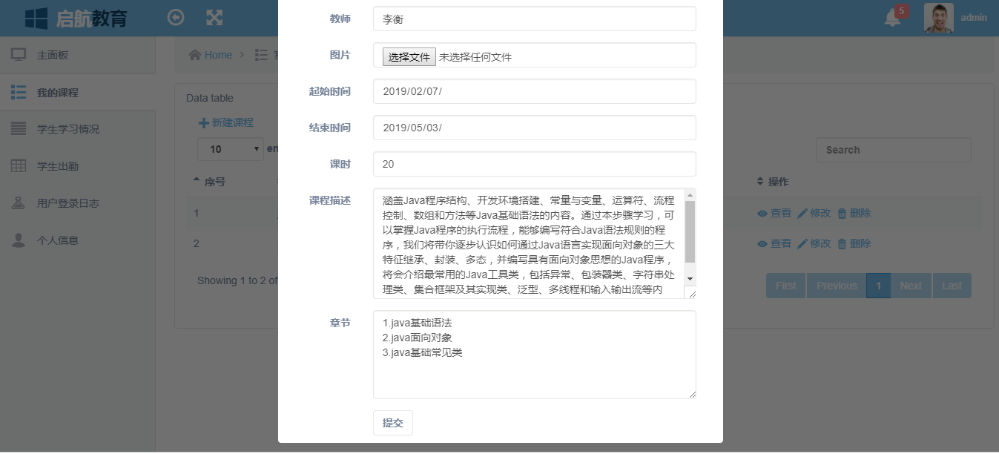 启航教育
5
admin
教师
李衡
图片
选择文件 未选择任何文件
起始时间
2019/02/07/
结束时间
2019/05/03/
课时
20
课程描述
涵盖Java程序结构、开发环境搭建、常量与变量、运算符、流程
控制、数组和方法等Java基础语法的内容。通过本步骤学习，可
以掌握Java程序的执行流程，能够编写符合Java语法规则的程
序，我们将带你逐步认识如何通过Java语言实现面向对象的三大
特征继承、封装、多态，并编写具有面向对象思想的Java程序，
将会介绍最常用的Java工具类，包括异常、包装器类、字符串处
理类、集合框架及其实现类、泛型、多线程和输入输出流等内
章节
1.java基础语法
2.java面向对象
3.java基础常见类
提交
主面板
我的课程
学生学习情况
学生出勤
用户登录日志
个人信息
Home
Data table
新建课程
10
en
Search
序号
操作
1
查看 修改 删除
2
查看 修改 删除
Showing 1 to 2 of
First Previous 1 Next Last